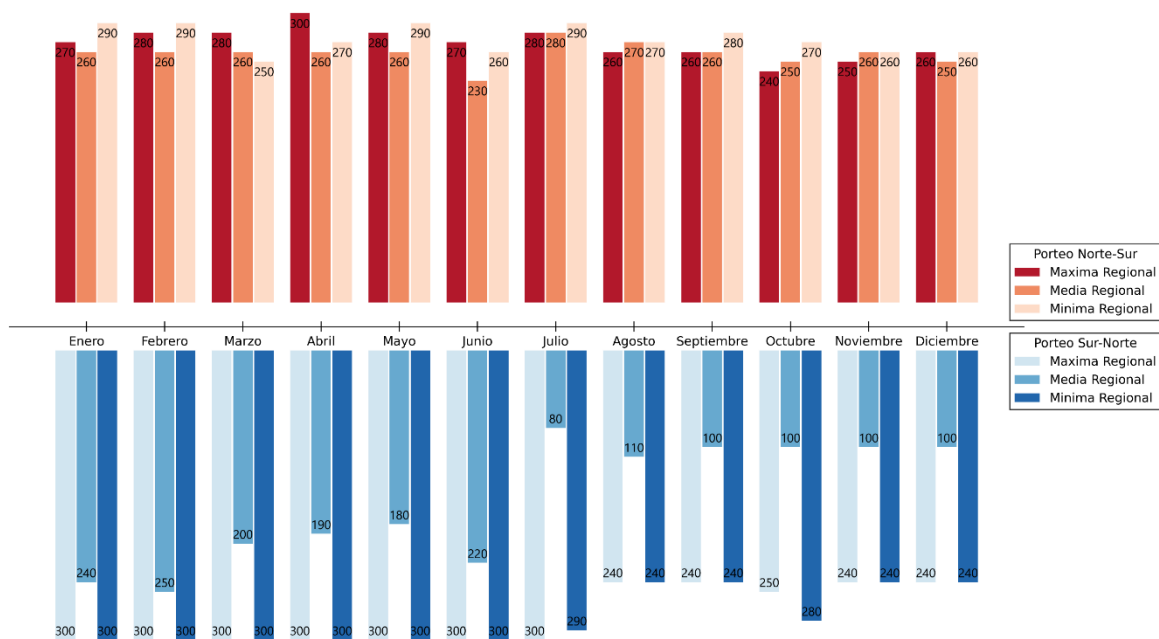 270 260 290 280 260 290 280 260 250 300 260 270 280 260 290 270 230 260 280 280 290 260 270 270 260 260 280 240 250 270 250 260 260 260 250 260
Porteo Norte-Sur
Maxima Regional
Media Regional
Minima Regional
Enero Febrero Marzo Abril Mayo Junio Julio Agosto Septiembre Octubre Noviembre Diciembre
Porteo Sur-Norte
Maxima Regional
Media Regional
Minima Regional
300 240 300 300 250 300 300 200 300 300 190 300 300 180 300 300 220 300 300 80 290 240 110 240 240 100 240 250 100 280 240 100 240 240 100 240